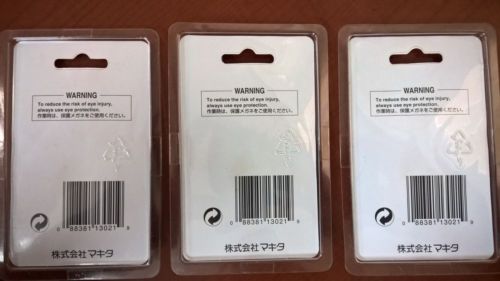 WARNING
To reduce the risk of eye injury,
always use eye protection.
作業時は、保護メガネをご使用ください。
0 88381 13021 9
株式会社マキタ
WARNING
To reduce the risk of eye injury,
always use eye protection.
作業時は、保護メガネをご使用ください。
0 88381 13021 9
株式会社マキタ
WARNING
To reduce the risk of eye injury,
always use eye protection.
作業時は、保護メガネをご使用ください。
0 88381 13021 9
株式会社マキタ